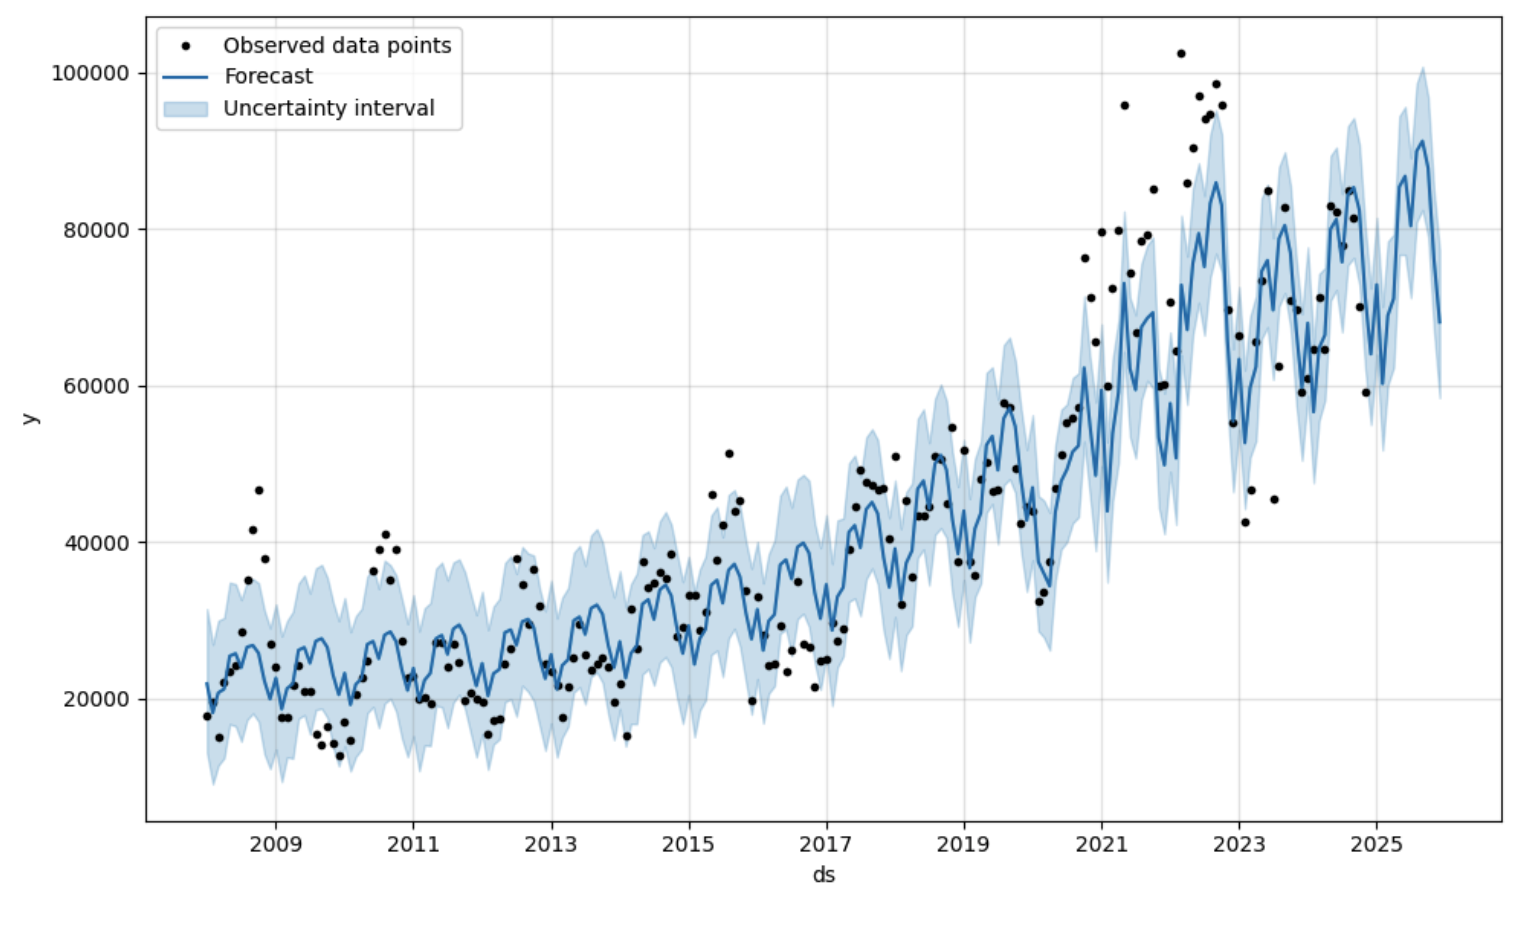 Observed data points
Forecast
Uncertainty interval
100000
80000
60000
40000
20000
y
2009 2011 2013 2015 2017 2019 2021 2023 2025
ds